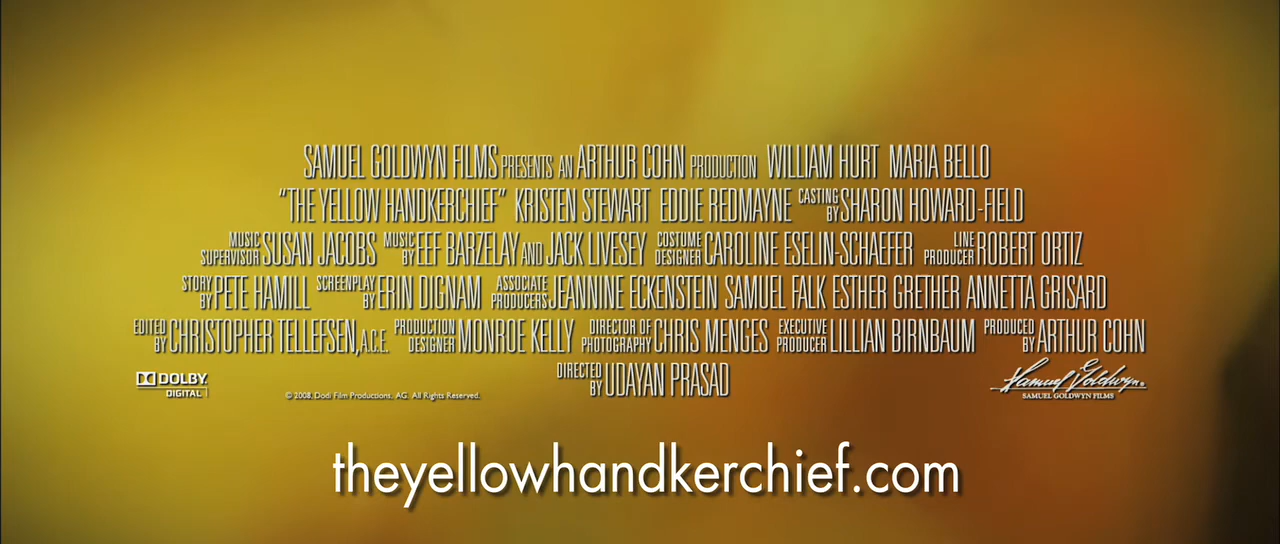 SAMUEL GOLDWYN FILMS PRESENTS AN ARTHUR COHN PRODUCTION WILLIAM HURT MARIA BELLO
"THE YELLOW HANDKERCHIEF" KRISTEN STEWART EDDIE REDMAYNE CASTING BY SHARON HOWARD-FIELD
MUSIC SUPERVISOR SUSAN JACOBS MUSIC BY EEF BARZELAY AND JACK LIVESEY COSTUME DESIGNER CAROLINE ESELIN-SCHAEFER LINE PRODUCER ROBERT ORTIZ
STORY BY PETE HAMILL SCREENPLAY BY ERIN DIGNAM ASSOCIATE PRODUCERS JEANNINE ECKENSTEIN SAMUEL FALK ESTHER GRETHER ANNETTA GRISARD
EDITED BY CHRISTOPHER TELLEFSEN, A.C.E. PRODUCTION DESIGNER MONROE KELLY DIRECTOR OF PHOTOGRAPHY CHRIS MENGES EXECUTIVE PRODUCER LILLIAN BIRNBAUM PRODUCED BY ARTHUR COHN
DIRECTED BY UDAYAN PRASAD
DOLBY DIGITAL
© 2008. Dodi Film Productions. AG. All Rights Reserved.
Samuel Goldwyn
SAMUEL GOLDWYN FILMS
theyellowhandkerchief.com